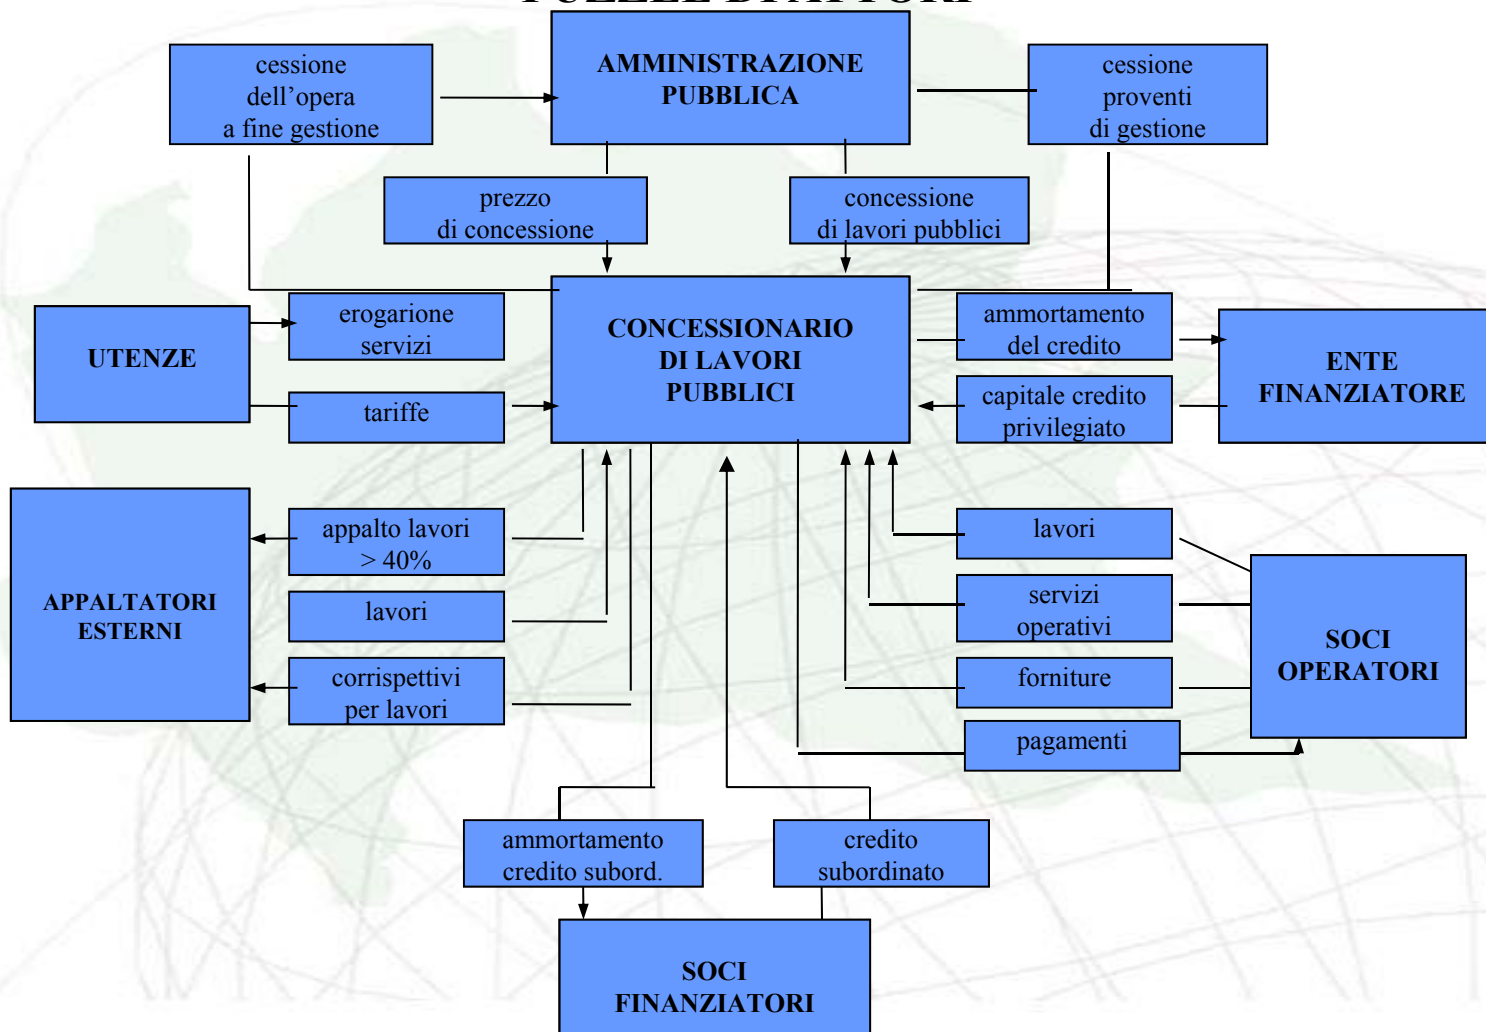 PUZZLE DI ATTORI
cessione
dell’opera
a fine gestione
AMMINISTRAZIONE
PUBBLICA
cessione
proventi
di gestione
prezzo
di concessione
concessione
di lavori pubblici
UTENZE
erogarione
servizi
tariffe
CONCESSIONARIO
DI LAVORI
PUBBLICI
ammortamento
del credito
capitale credito
privilegiato
ENTE
FINANZIATORE
APPALTATORI
ESTERNI
appalto lavori
> 40%
lavori
corrispettivi
per lavori
lavori
servizi
operativi
forniture
pagamenti
SOCI
OPERATORI
ammortamento
credito subord.
credito
subordinato
SOCI
FINANZIATORI